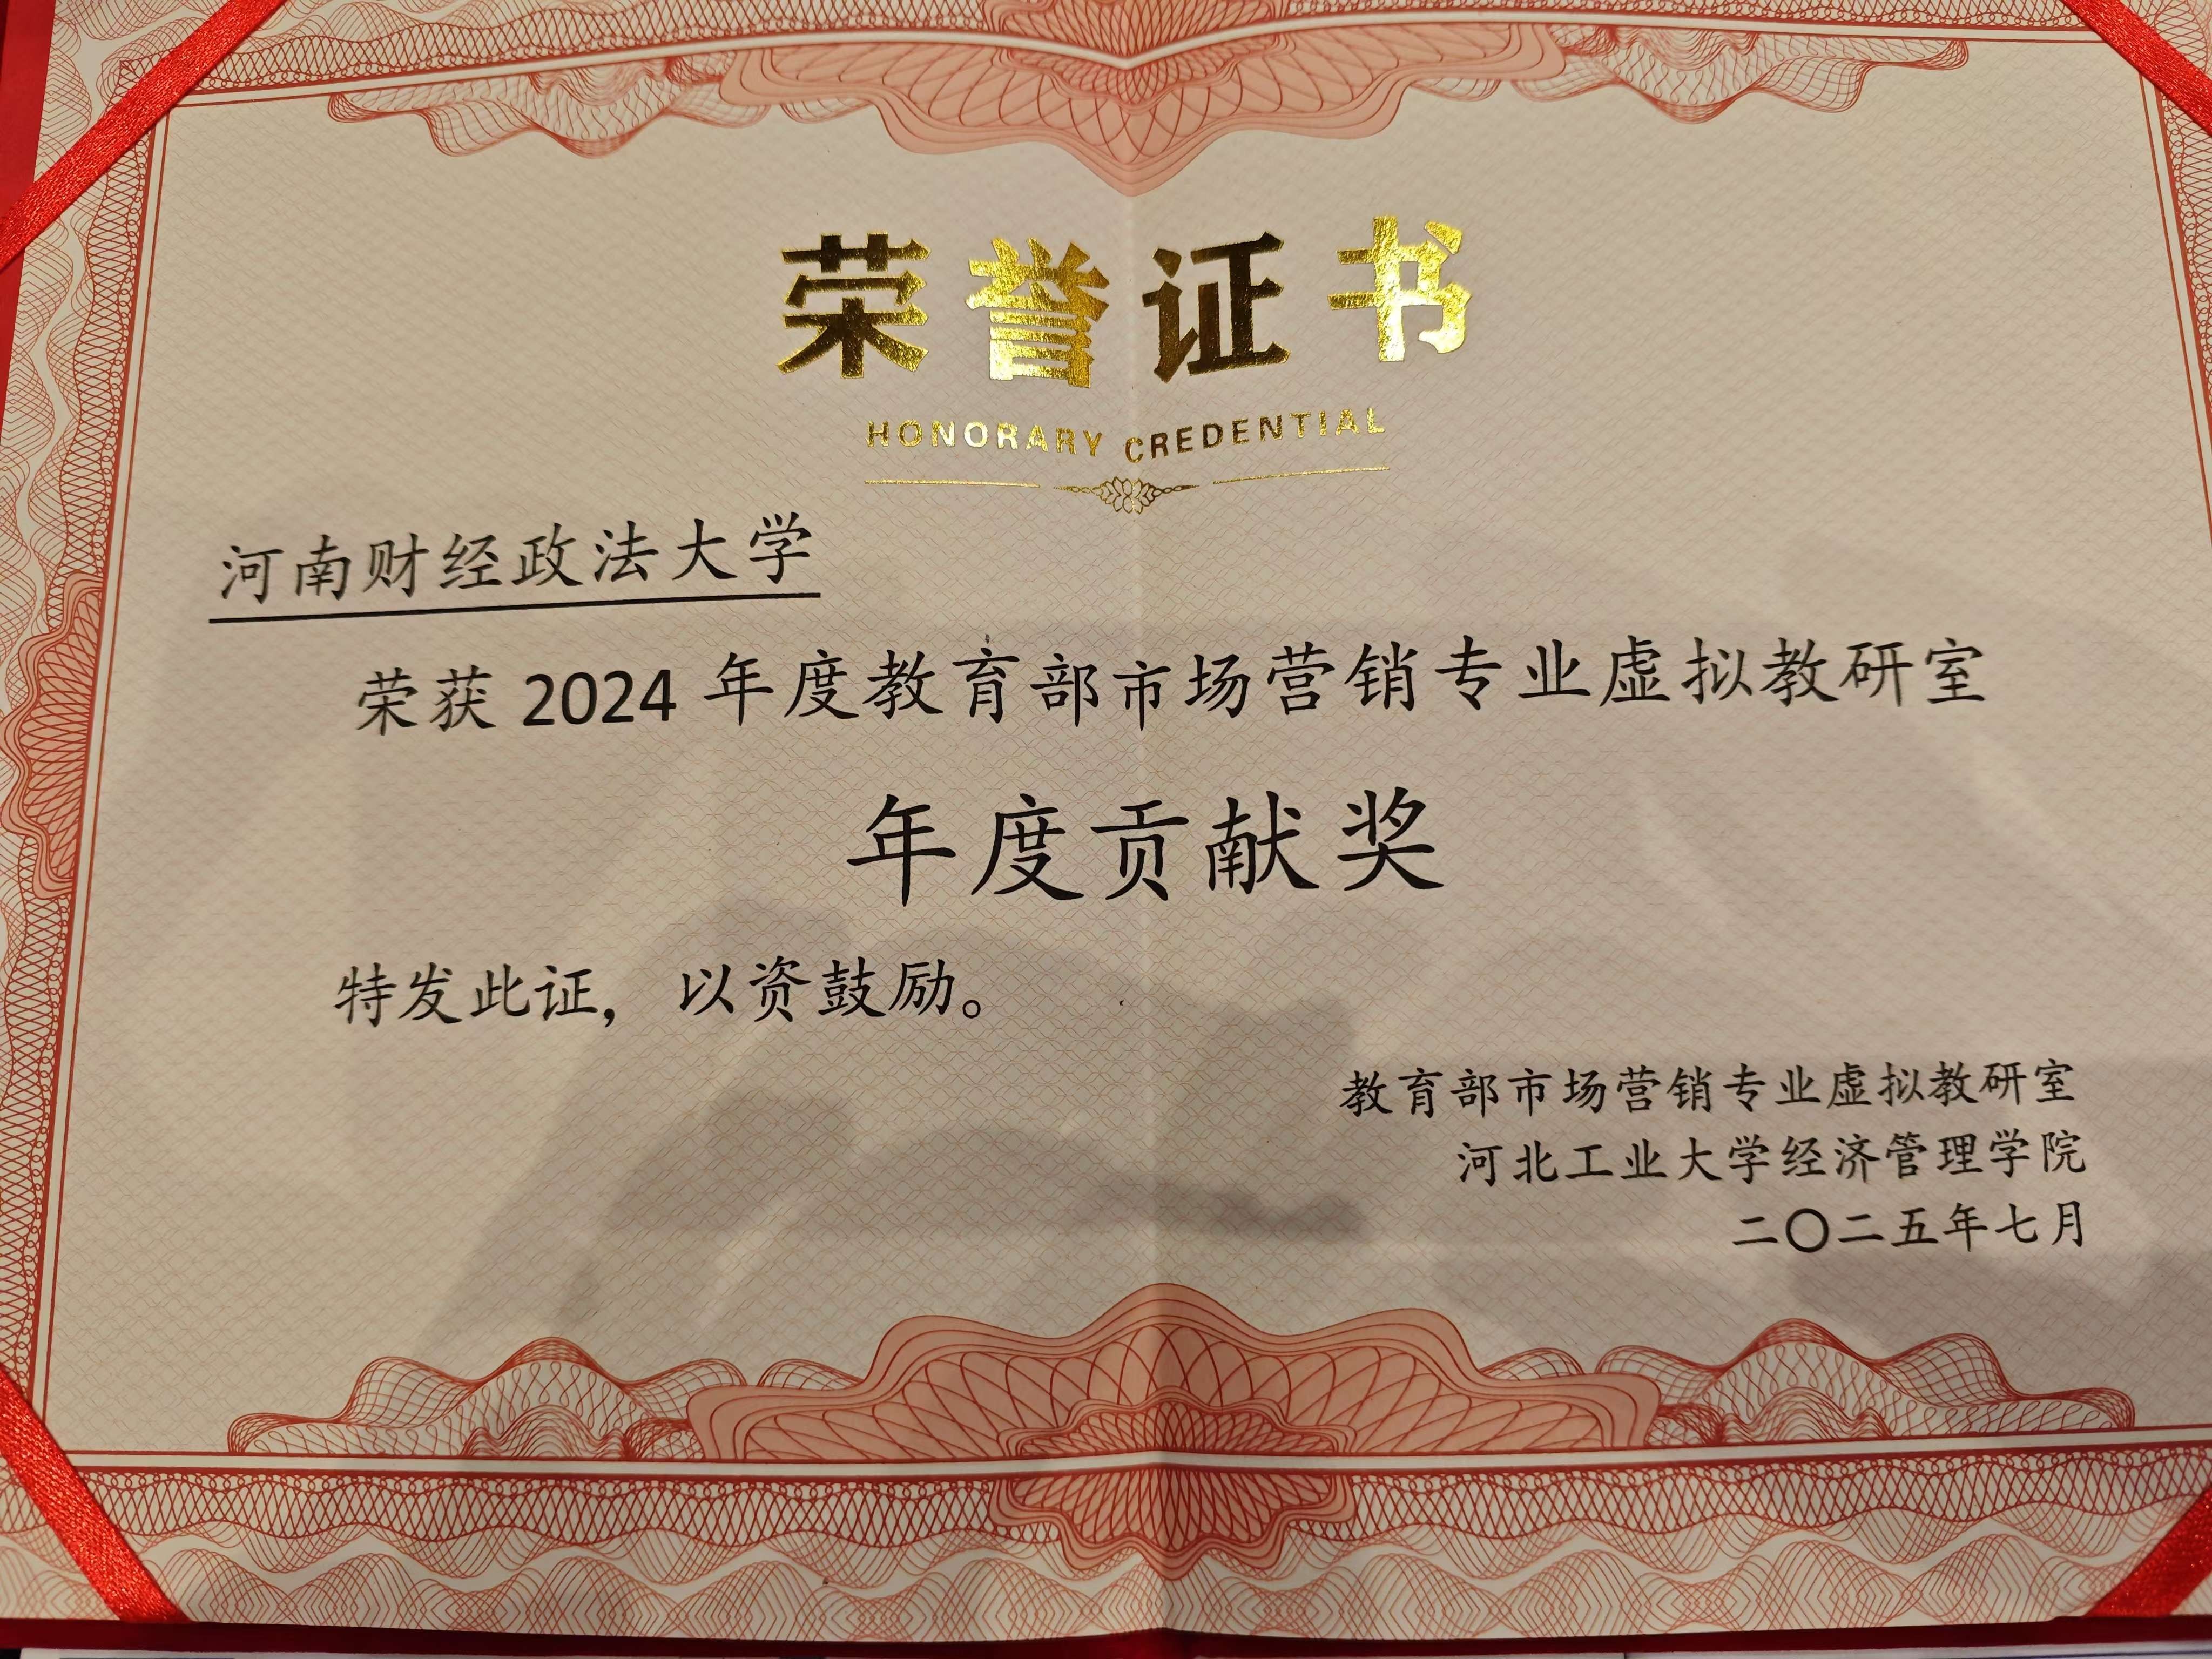 荣誉证书
HONORARY CREDENTIAL
河南财经政法大学
荣获 2024 年度教育部市场营销专业虚拟教研室
年度贡献奖
特发此证，以资鼓励。
教育部市场营销专业虚拟教研室
河北工业大学经济管理学院
二〇二五年七月